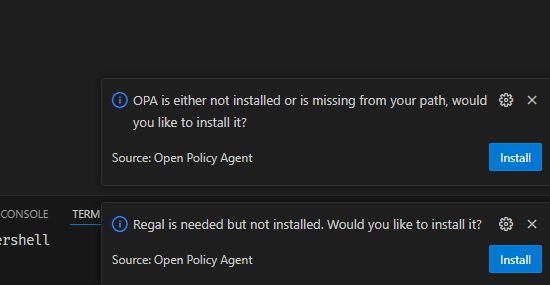 OPA is either not installed or is missing from your path, would
you like to install it?
Source: Open Policy Agent
Install
CONSOLE
TERM
ershell
Regal is needed but not installed. Would you like to install it?
Source: Open Policy Agent
Install